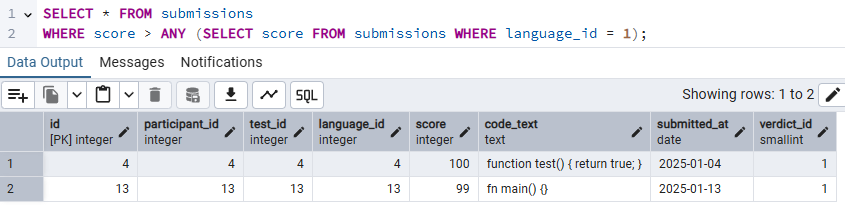 1 SELECT * FROM submissions
2 WHERE score > ANY (SELECT score FROM submissions WHERE language_id = 1);
Data Output Messages Notifications
SQL Showing rows: 1 to 2
id participant_id test_id language_id score code_text submitted_at verdict_id
[PK] integer integer integer integer integer text date smallint
1 4 4 4 4 100 function test() { return true; } 2025-01-04 1
2 13 13 13 13 99 fn main() {} 2025-01-13 1